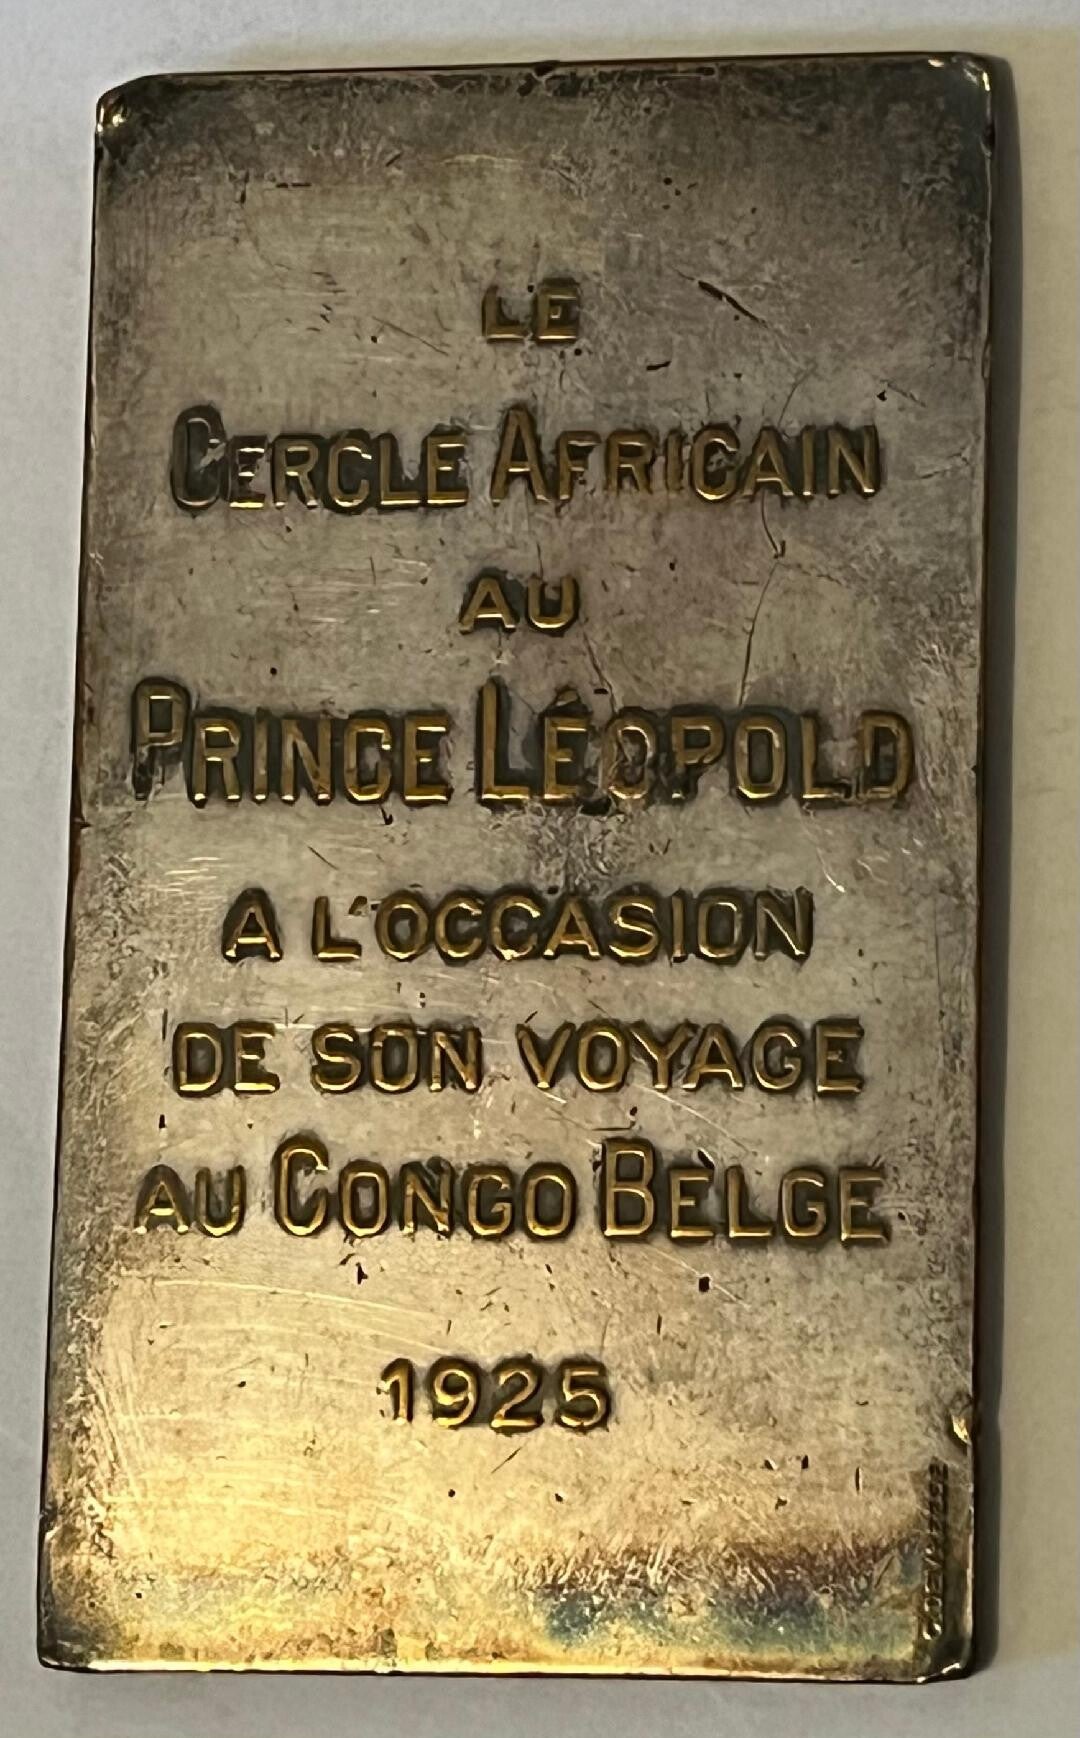 LE
CERCLE AFRICAIN
AU
PRINCE LÉOPOLD
A L'OCCASION
DE SON VOYAGE
AU CONGO BELGE
1925